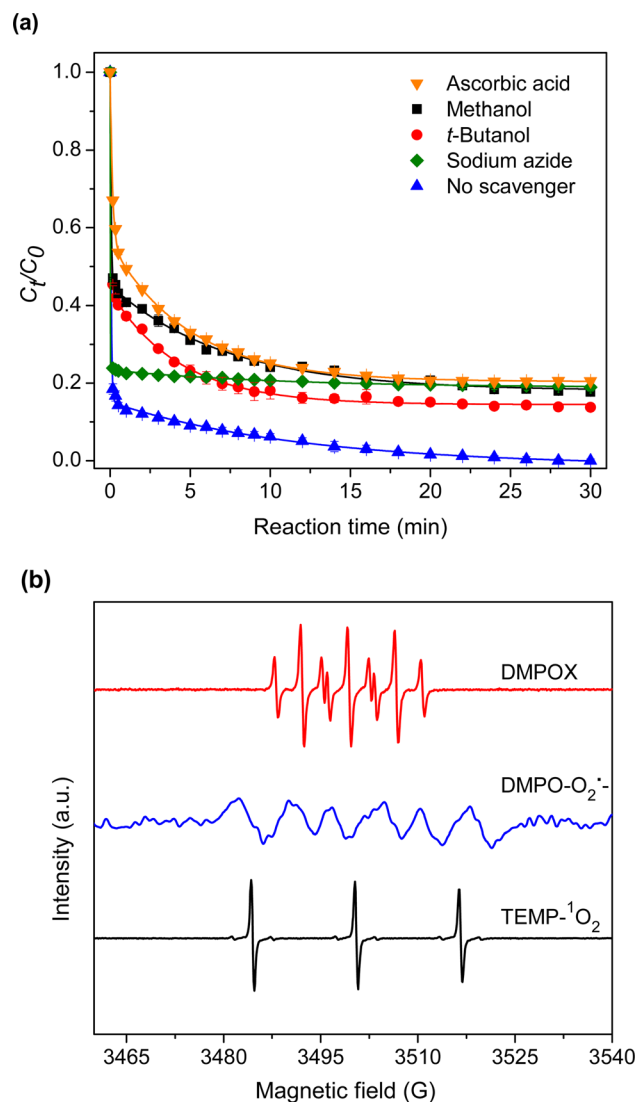 (a)
1.0
0.8
0.6
0.4
0.2
0.0
Cₜ/C₀
Ascorbic acid
Methanol
t-Butanol
Sodium azide
No scavenger
0 5 10 15 20 25 30
Reaction time (min)
(b)
Intensity (a.u.)
DMPOX
DMPO-O₂˙-
TEMP-¹O₂
3465 3480 3495 3510 3525 3540
Magnetic field (G)